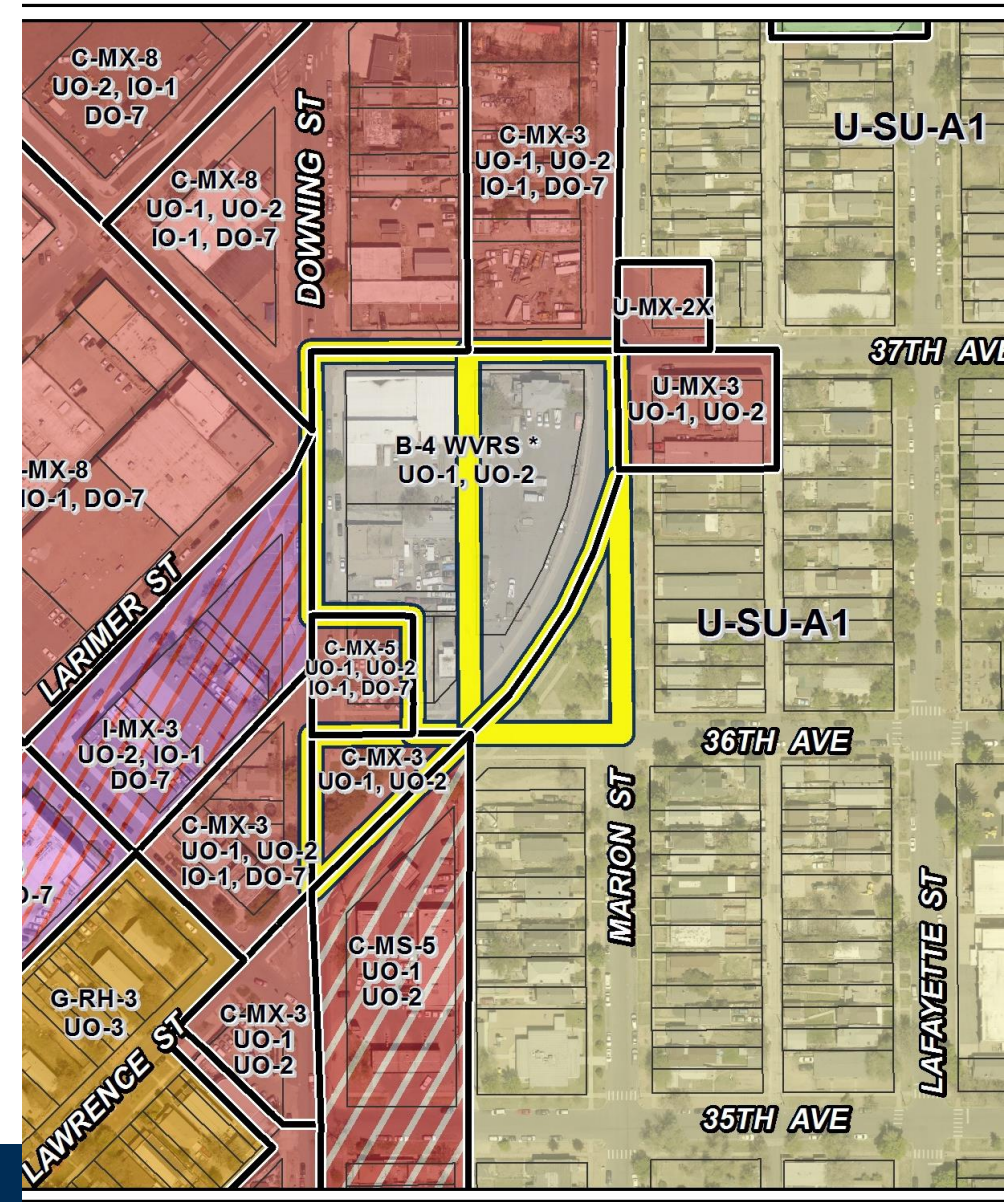 C-MX-8
UO-2, IO-1
DO-7
DOWNING ST
C-MX-3
UO-1, UO-2
IO-1, DO-7
U-SU-A1
C-MX-8
UO-1, UO-2
IO-1, DO-7
U-MX-2X
37TH AVE
U-MX-3
UO-1, UO-2
B-4 WVRS *
UO-1, UO-2
-MX-8
IO-1, DO-7
LARIMER ST
U-SU-A1
C-MX-5
UO-1, UO-2
IO-1, DO-7
I-MX-3
UO-2, IO-1
DO-7
36TH AVE
C-MX-3
UO-1, UO-2
C-MX-3
UO-1, UO-2
IO-1, DO-7
MARION ST
LAFAYETTE ST
C-MS-5
UO-1
UO-2
G-RH-3
UO-3
C-MX-3
UO-1
UO-2
LAWRENCE ST
35TH AVE